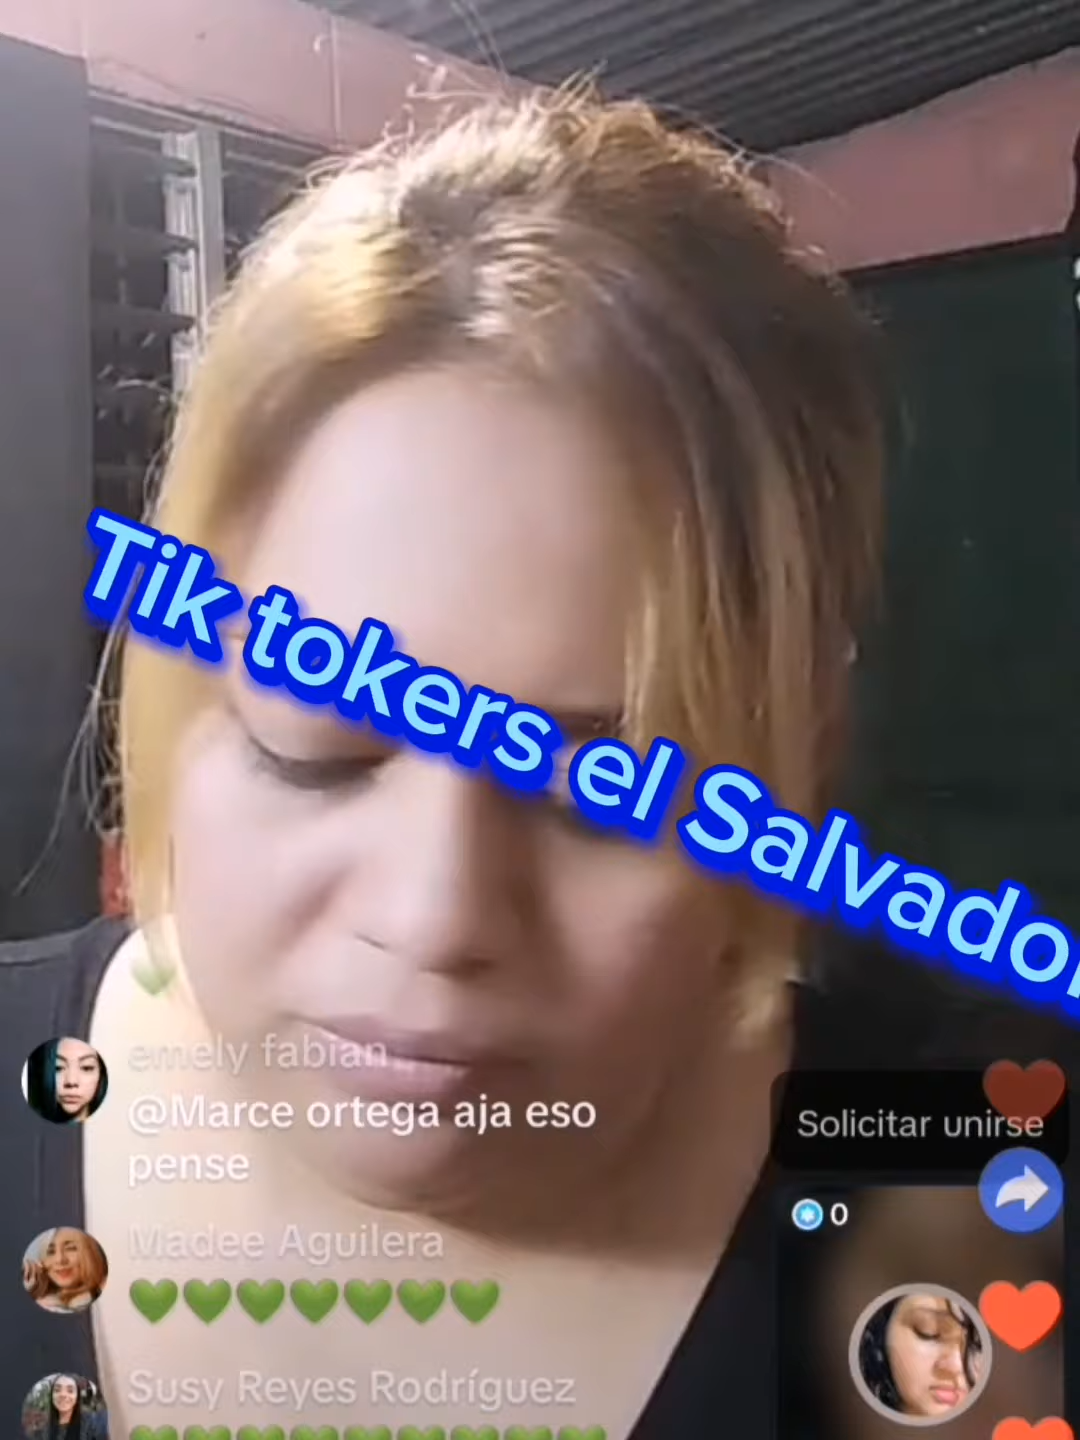 Tik tokers el Salvador
emely fabian
@Marce ortega aja eso
pense
Solicitar unirse
0
Madee Aguilera
Susy Reyes Rodríguez